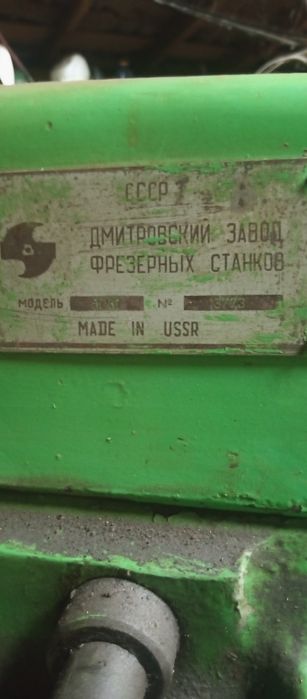 СССР
ДМИТРОВСКИЙ ЗАВОД
ФРЕЗЕРНЫХ СТАНКОВ
МОДЕЛЬ №
MADE IN USSR